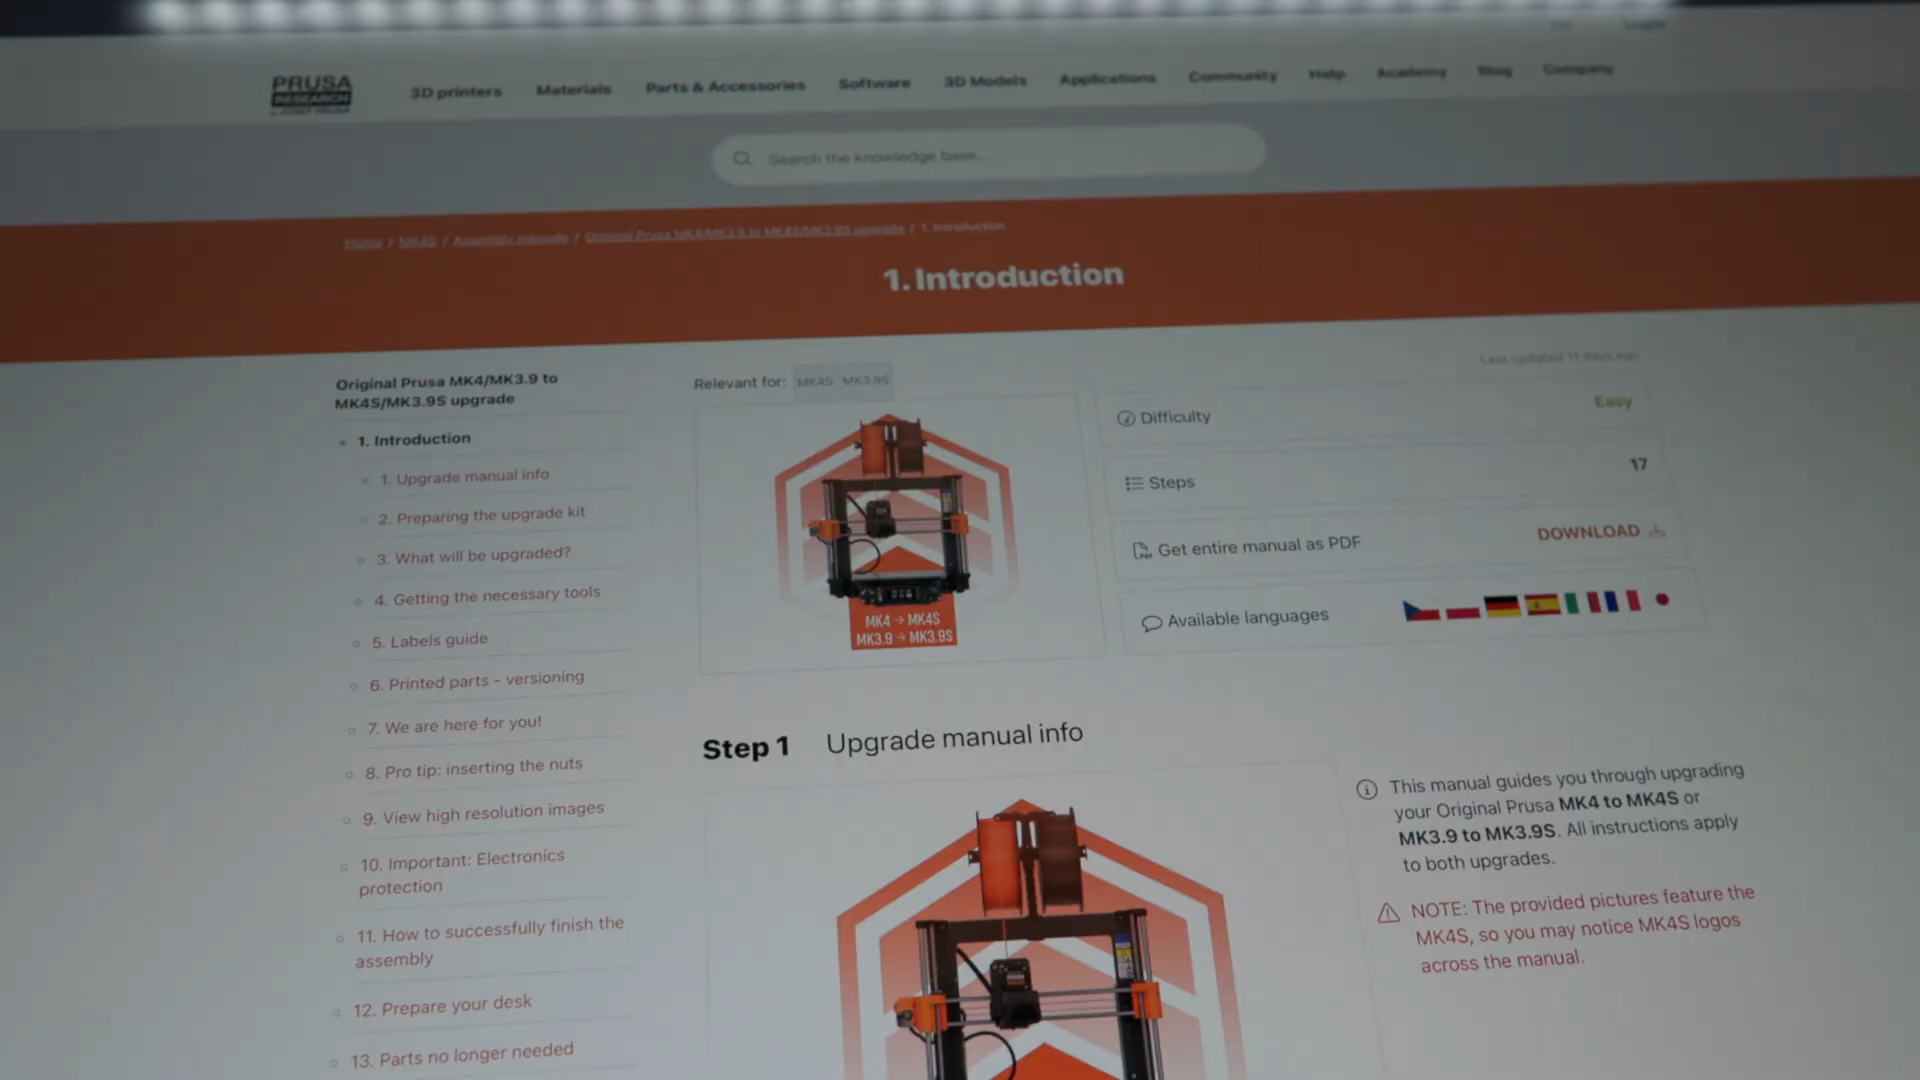 Login
PRUSA
RESEARCH
3D printers
Materials
Parts & Accessories
Software
3D Models
Applications
Community
Help
Academy
Blog
Company
Search the knowledge base...
Home / MK4S / Assembly manuals / Original Prusa MK4/MK3.9 to MK4S/MK3.9S upgrade / 1. Introduction
1. Introduction
Last updated 11 days ago
Original Prusa MK4/MK3.9 to
MK4S/MK3.9S upgrade
1. Introduction
1. Upgrade manual info
2. Preparing the upgrade kit
3. What will be upgraded?
4. Getting the necessary tools
5. Labels guide
6. Printed parts - versioning
7. We are here for you!
8. Pro tip: inserting the nuts
9. View high resolution images
10. Important: Electronics
protection
11. How to successfully finish the
assembly
12. Prepare your desk
13. Parts no longer needed
Relevant for: MK4S MK3.9S
MK4 → MK4S
MK3.9 → MK3.9S
Difficulty Easy
Steps 17
Get entire manual as PDF DOWNLOAD
Available languages
Step 1 Upgrade manual info
This manual guides you through upgrading
your Original Prusa MK4 to MK4S or
MK3.9 to MK3.9S. All instructions apply
to both upgrades.
NOTE: The provided pictures feature the
MK4S, so you may notice MK4S logos
across the manual.